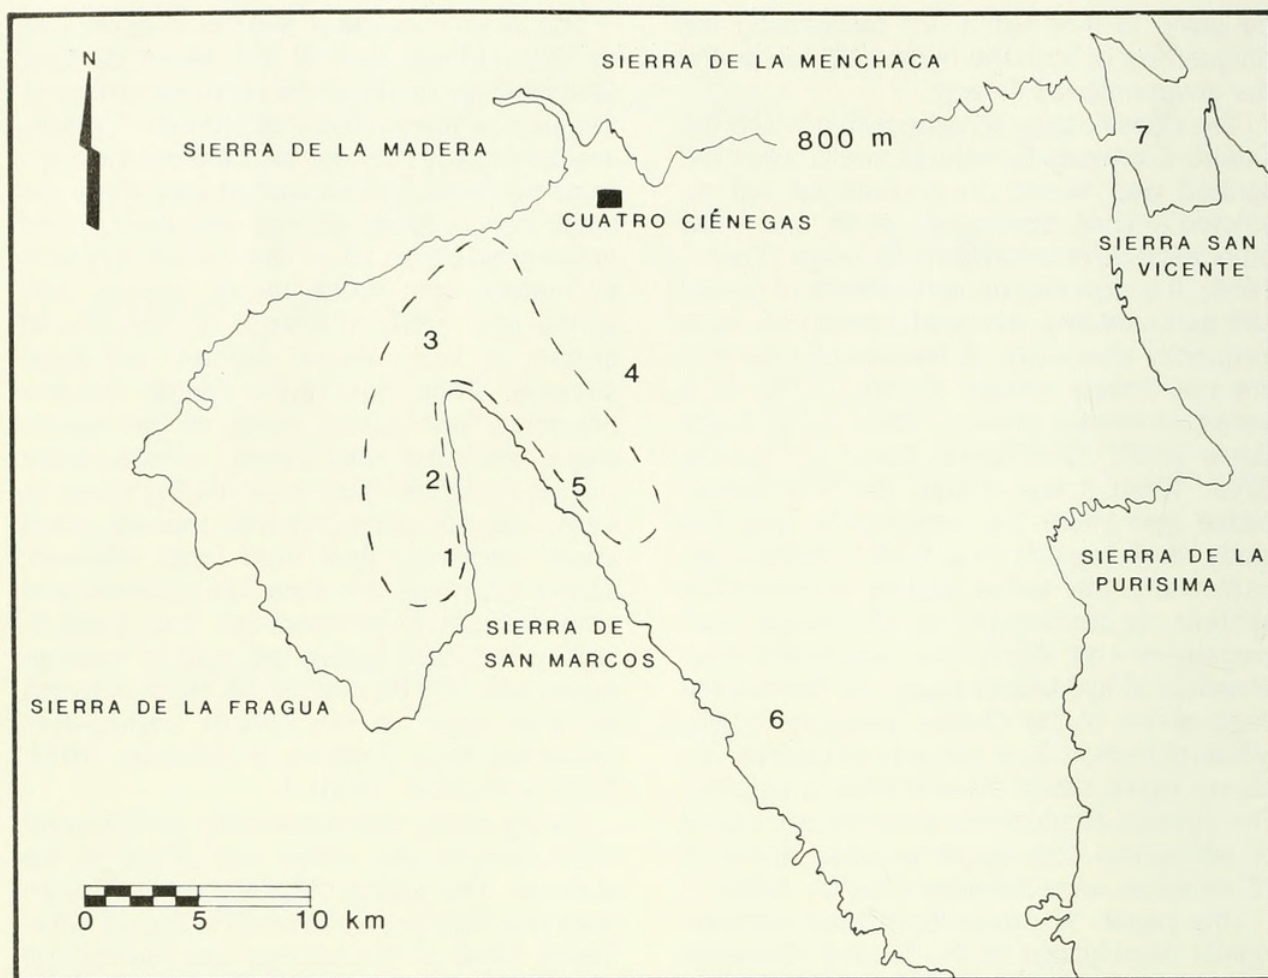 N
SIERRA DE LA MENCHACA
SIERRA DE LA MADERA
800 m
7
CUATRO CIÉNEGAS
SIERRA SAN
VICENTE
3
4
2
5
1
SIERRA DE LA
PURISIMA
SIERRA DE
SAN MARCOS
SIERRA DE LA FRAGUA
6
0 5 10 km